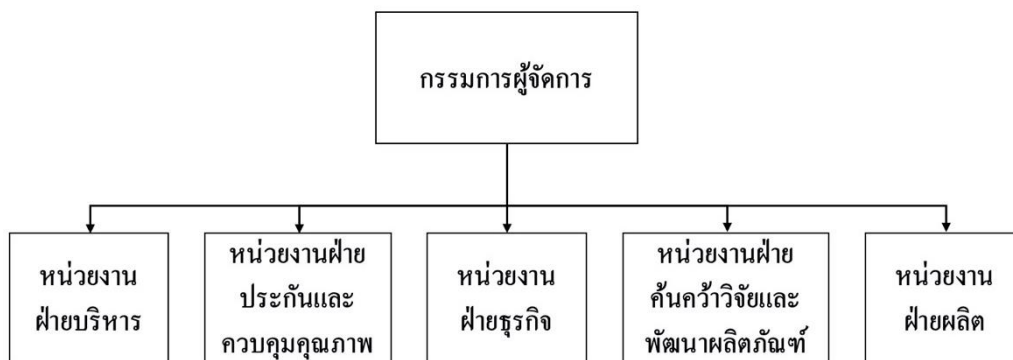 กรรมการผู้จัดการ
หน่วยงาน
ฝ่ายบริหาร
หน่วยงานฝ่าย
ประกันและ
ควบคุมคุณภาพ
หน่วยงาน
ฝ่ายธุรกิจ
หน่วยงานฝ่าย
ค้นคว้าวิจัยและ
พัฒนาผลิตภัณฑ์
หน่วยงาน
ฝ่ายผลิต